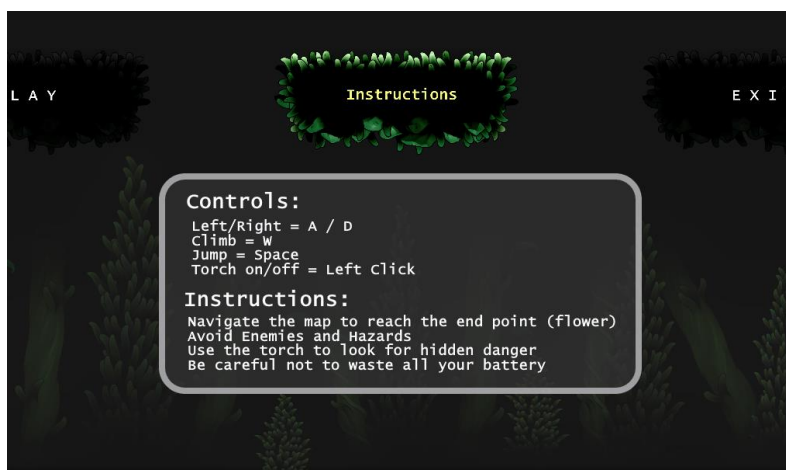 L A Y
Instructions
E X I
Controls:
Left/Right = A / D
Climb = W
Jump = Space
Torch on/off = Left Click
Instructions:
Navigate the map to reach the end point (flower)
Avoid Enemies and Hazards
Use the torch to look for hidden danger
Be careful not to waste all your battery